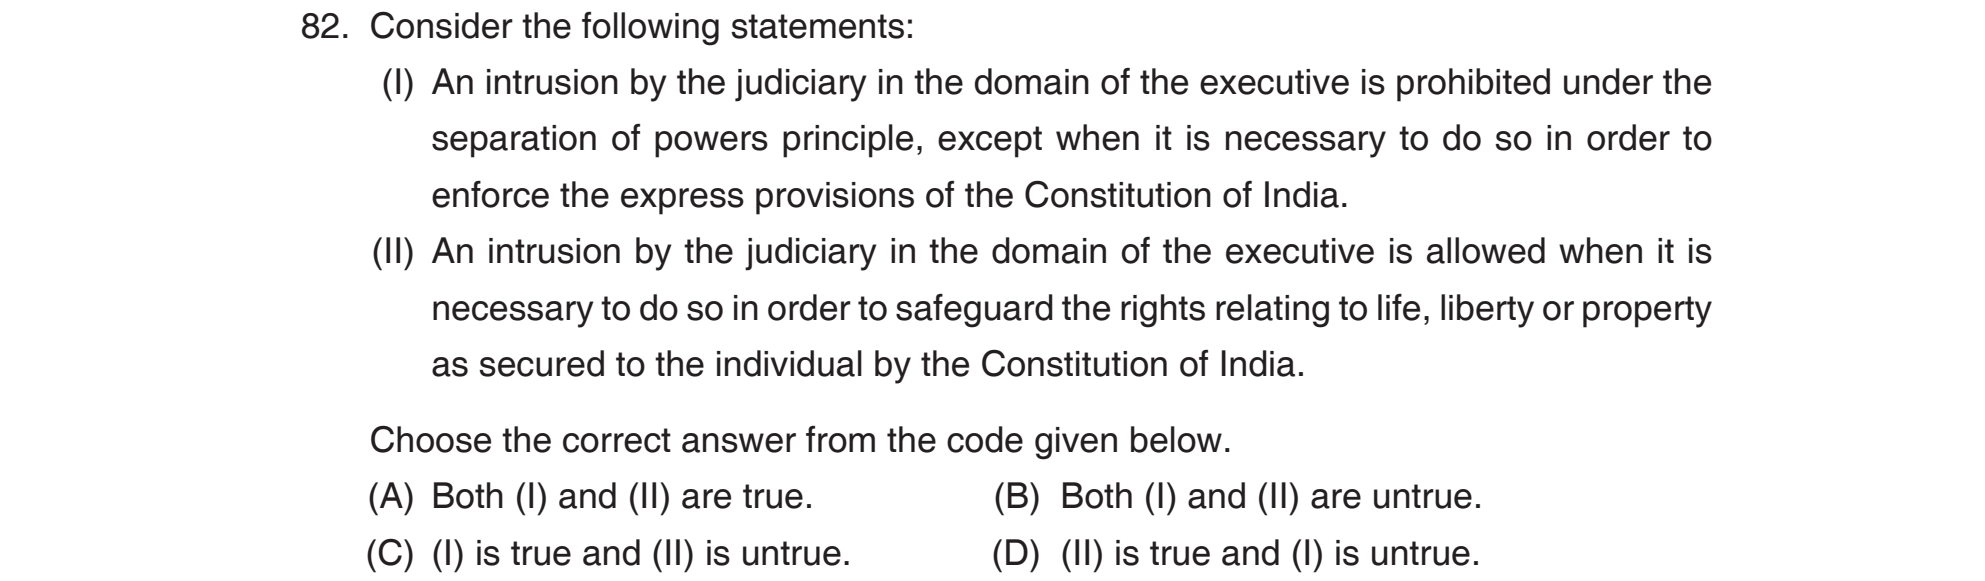 82. Consider the following statements:
(I) An intrusion by the judiciary in the domain of the executive is prohibited under the
separation of powers principle, except when it is necessary to do so in order to
enforce the express provisions of the Constitution of India.
(II) An intrusion by the judiciary in the domain of the executive is allowed when it is
necessary to do so in order to safeguard the rights relating to life, liberty or property
as secured to the individual by the Constitution of India.
Choose the correct answer from the code given below.
(A) Both (I) and (II) are true. (B) Both (I) and (II) are untrue.
(C) (I) is true and (II) is untrue. (D) (II) is true and (I) is untrue.